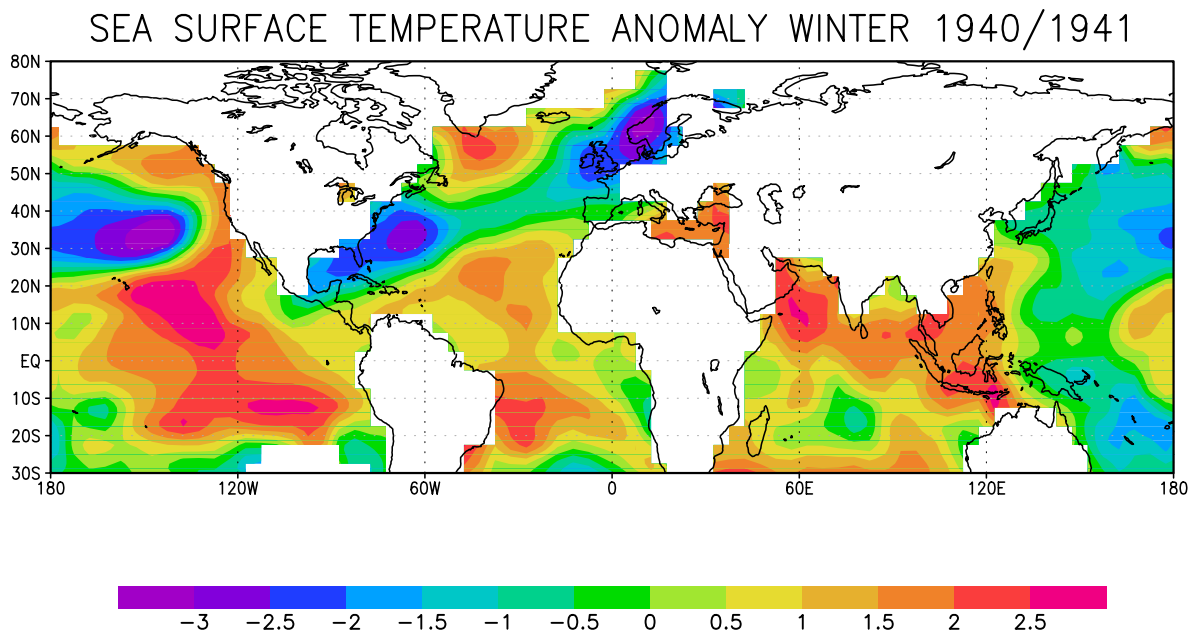 SEA SURFACE TEMPERATURE ANOMALY WINTER 1940/1941
80N
70N
60N
50N
40N
30N
20N
10N
EQ
10S
20S
30S
180 120W 60W 0 60E 120E 180
−3 −2.5 −2 −1.5 −1 −0.5 0 0.5 1 1.5 2 2.5